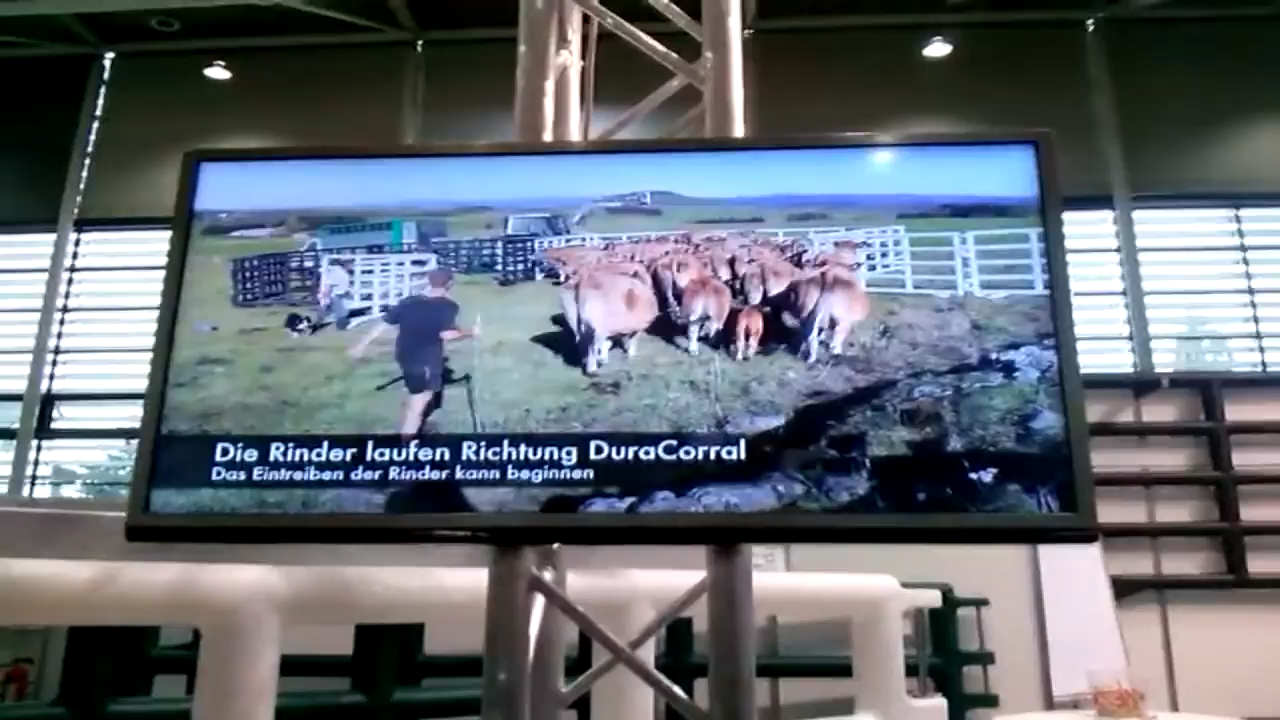 Die Rinder laufen Richtung DuraCorral
Das Eintreiben der Rinder kann beginnen